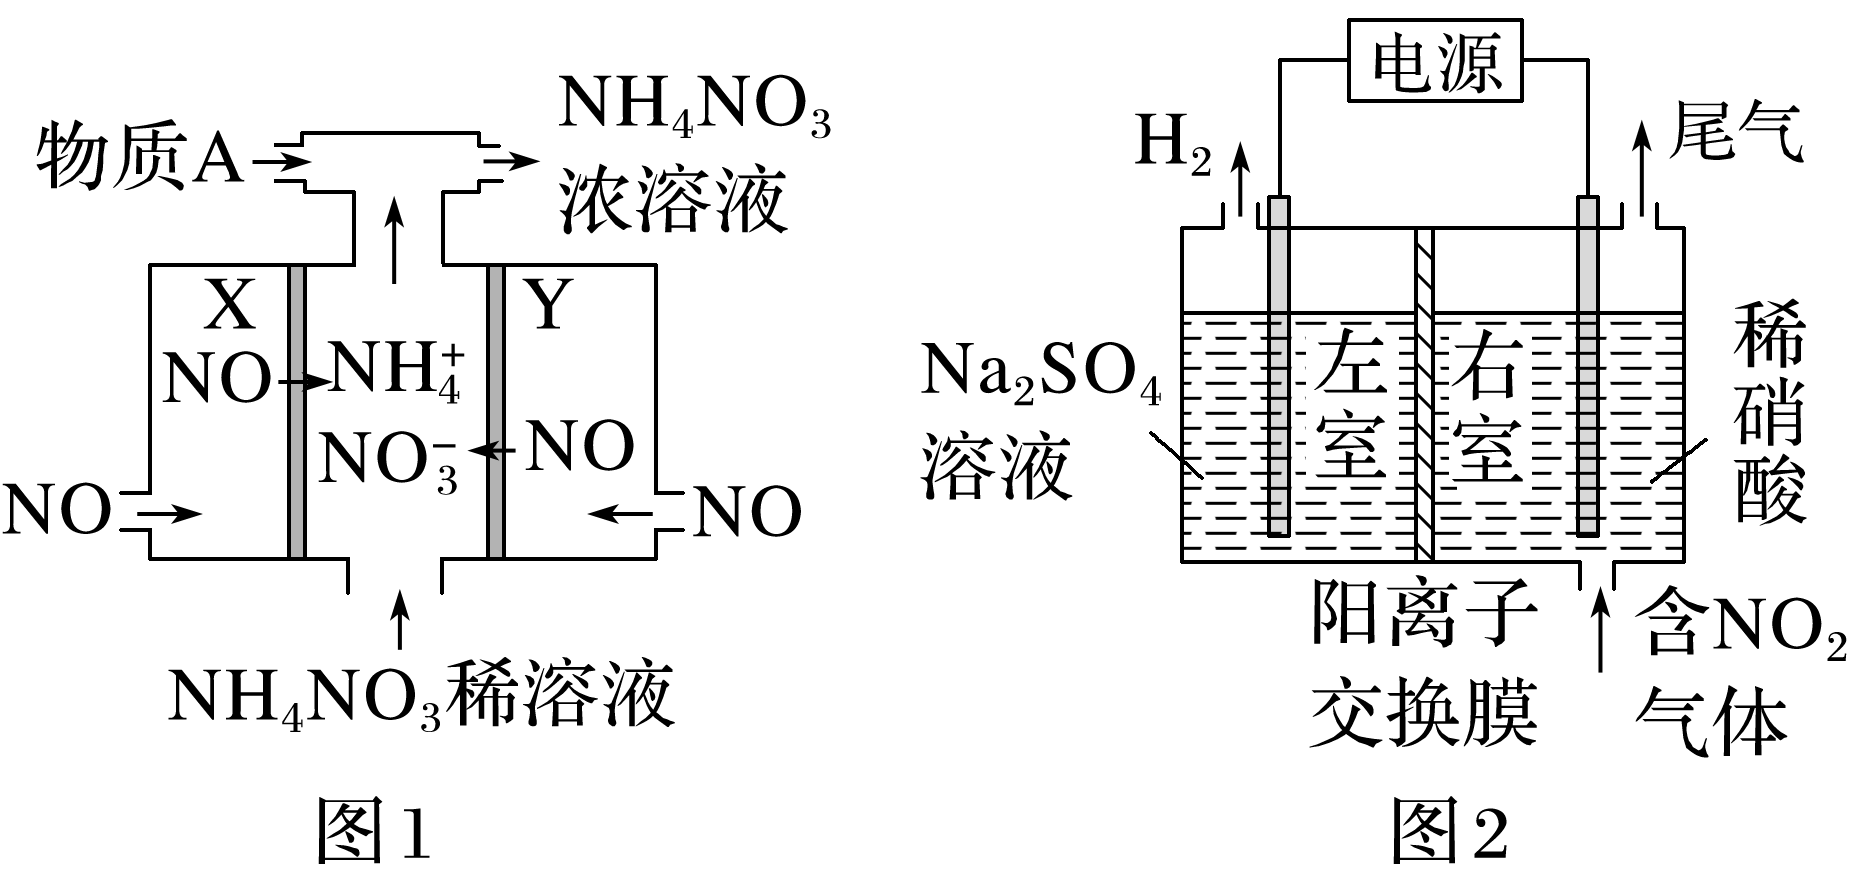 物质A
NH₄NO₃
浓溶液
X
Y
NO
NH₄⁺
NO₃⁻
NO
NO
NO
NH₄NO₃稀溶液
图1
电源
H₂
尾气
Na₂SO₄
溶液
左室
右室
稀硝酸
阳离子
交换膜
含NO₂
气体
图2